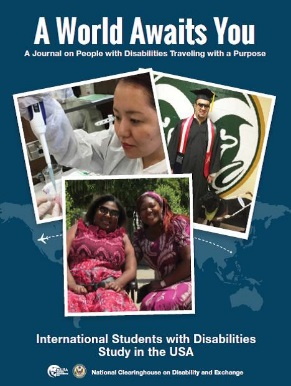 A World Awaits You
A Journal on People with Disabilities Traveling with a Purpose
International Students with Disabilities
Study in the USA
National Clearinghouse on Disability and Exchange